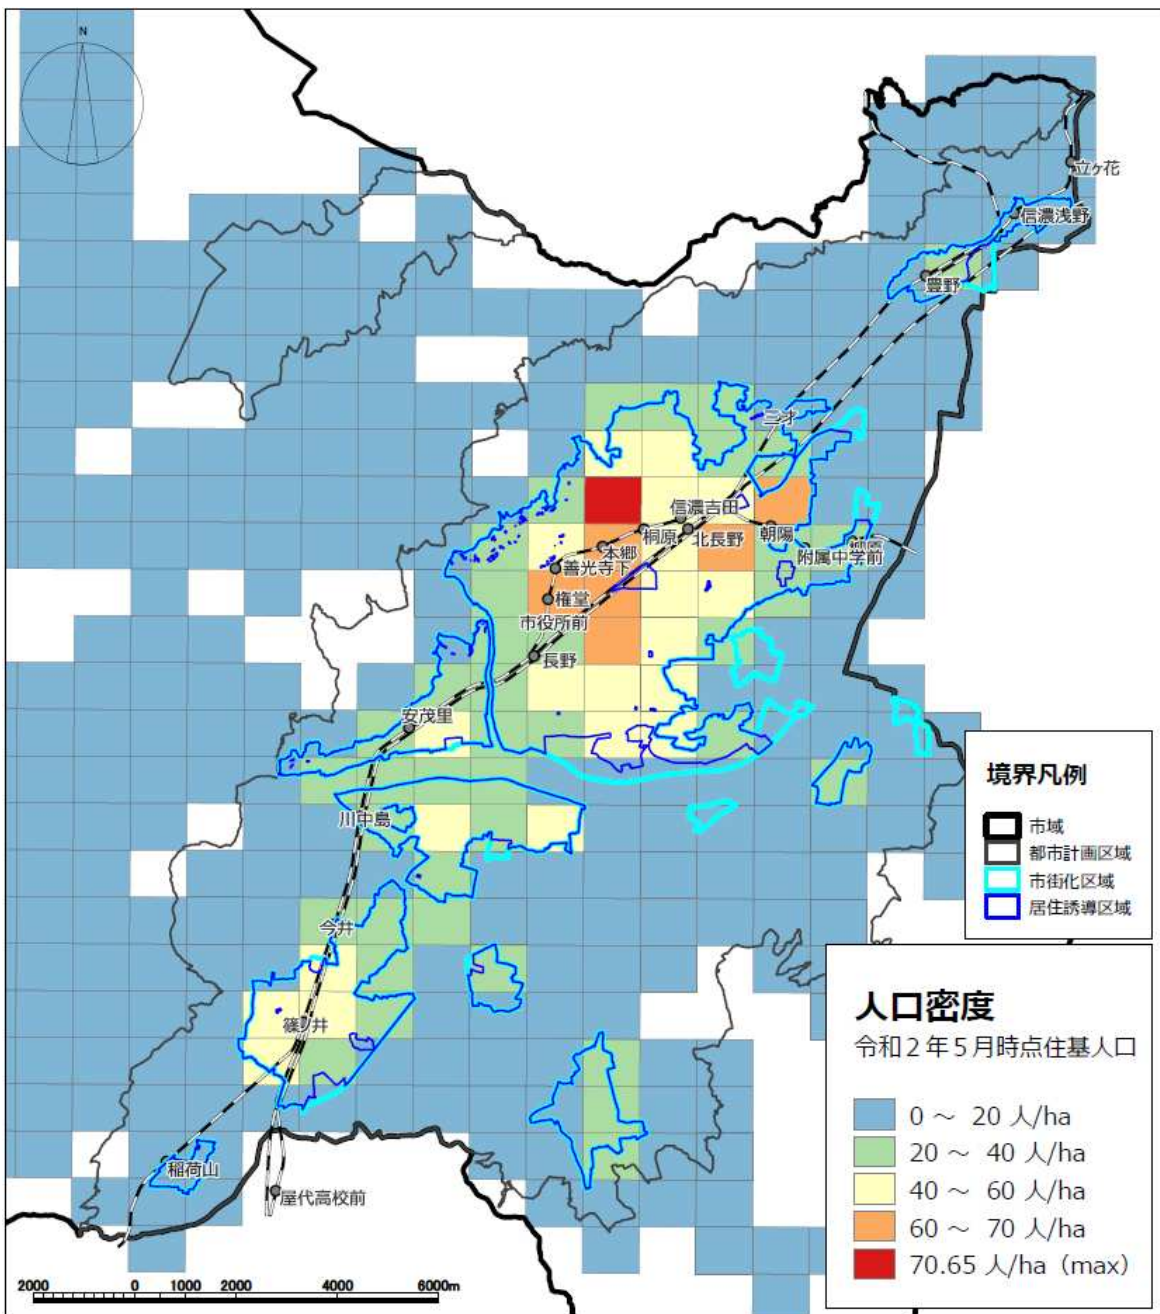 N
立ヶ花
信濃浅野
豊野
三才
信濃吉田
朝陽
桐原
北長野
本郷
附属中学前
善光寺下
権堂
市役所前
長野
安茂里
川中島
今井
篠ノ井
稲荷山
屋代高校前
境界凡例
市域
都市計画区域
市街化区域
居住誘導区域
人口密度
令和2年5月時点住基人口
0 ～ 20 人/ha
20 ～ 40 人/ha
40 ～ 60 人/ha
60 ～ 70 人/ha
70.65 人/ha（max）
2000 0 1000 2000 4000 6000m